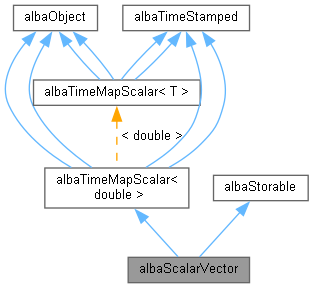 albaObject
albaTimeStamped
albaTimeMapScalar< T >
< double >
albaTimeMapScalar<
double >
albaStorable
albaScalarVector